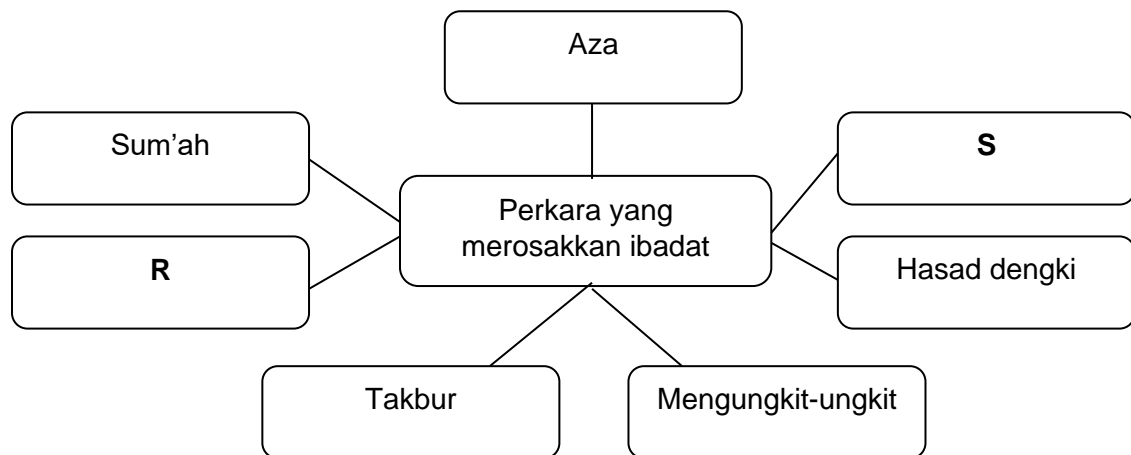 Aza
Sum’ah
S
Perkara yang
merosakkan ibadat
R
Hasad dengki
Takbur
Mengungkit-ungkit